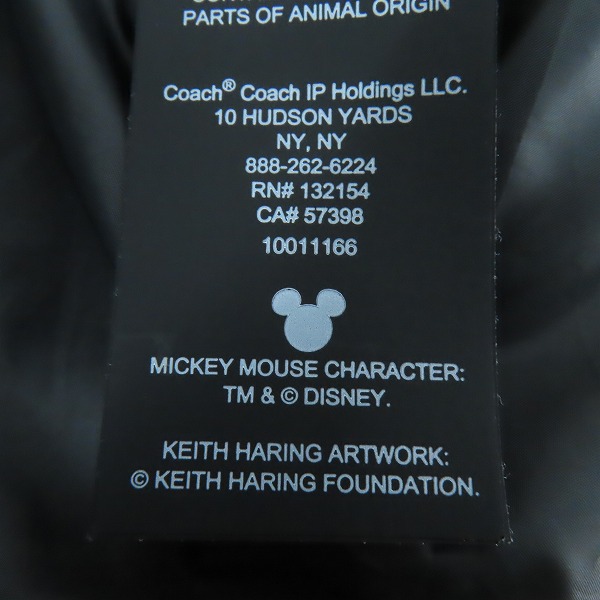 PARTS OF ANIMAL ORIGIN
Coach® Coach IP Holdings LLC.
10 HUDSON YARDS
NY, NY
888-262-6224
RN# 132154
CA# 57398
10011166
MICKEY MOUSE CHARACTER:
TM & © DISNEY.
KEITH HARING ARTWORK:
© KEITH HARING FOUNDATION.